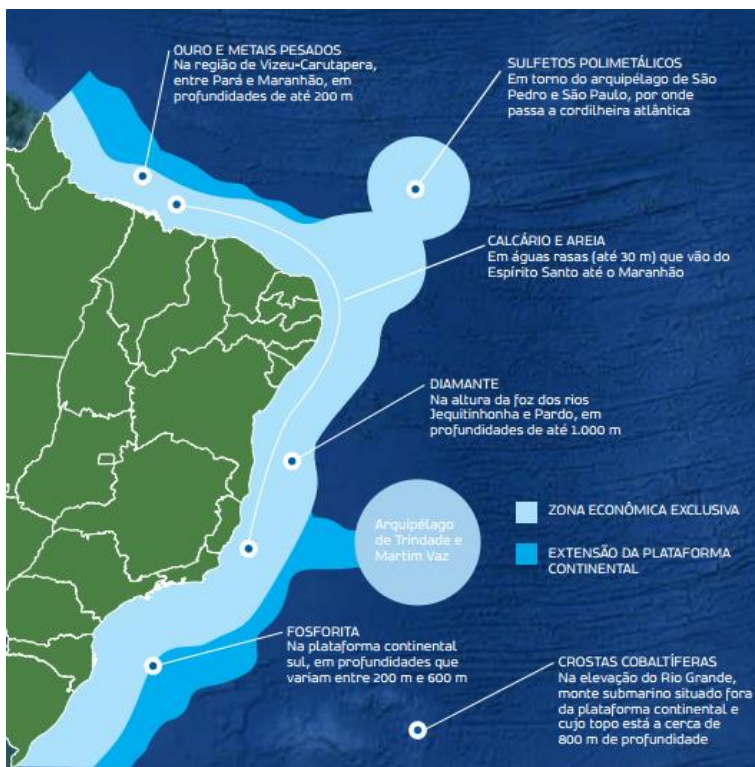 OURO E METAIS PESADOS
Na região de Vizeu-Carutapera,
entre Pará e Maranhão, em
profundidades de até 200 m
SULFETOS POLIMETÁLICOS
Em torno do arquipélago de São
Pedro e São Paulo, por onde
passa a cordilheira atlântica
CALCÁRIO E AREIA
Em águas rasas (até 30 m) que vão do
Espírito Santo até o Maranhão
DIAMANTE
Na altura da foz dos rios
Jequitinhonha e Pardo, em
profundidades de até 1.000 m
Arquipélago
de Trindade e
Martim Vaz
ZONA ECONÔMICA EXCLUSIVA
EXTENSÃO DA PLATAFORMA
CONTINENTAL
FOSFORITA
Na plataforma continental
sul, em profundidades que
variam entre 200 m e 600 m
CROSTAS COBALTÍFERAS
Na elevação do Rio Grande,
monte submarino situado fora
da plataforma continental e
cujo topo está a cerca de
800 m de profundidade